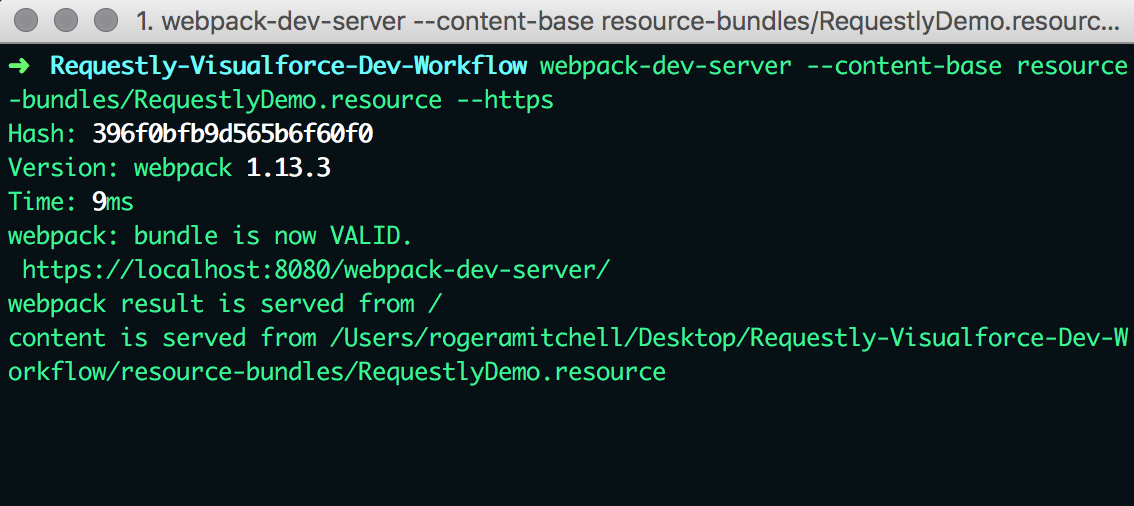 1. webpack-dev-server --content-base resource-bundles/RequestlyDemo.resourc...
➜ Requestly-Visualforce-Dev-Workflow webpack-dev-server --content-base resource
-bundles/RequestlyDemo.resource --https
Hash: 396f0bfb9d565b6f60f0
Version: webpack 1.13.3
Time: 9ms
webpack: bundle is now VALID.
https://localhost:8080/webpack-dev-server/
webpack result is served from /
content is served from /Users/rogeramitchell/Desktop/Requestly-Visualforce-Dev-W
orkflow/resource-bundles/RequestlyDemo.resource